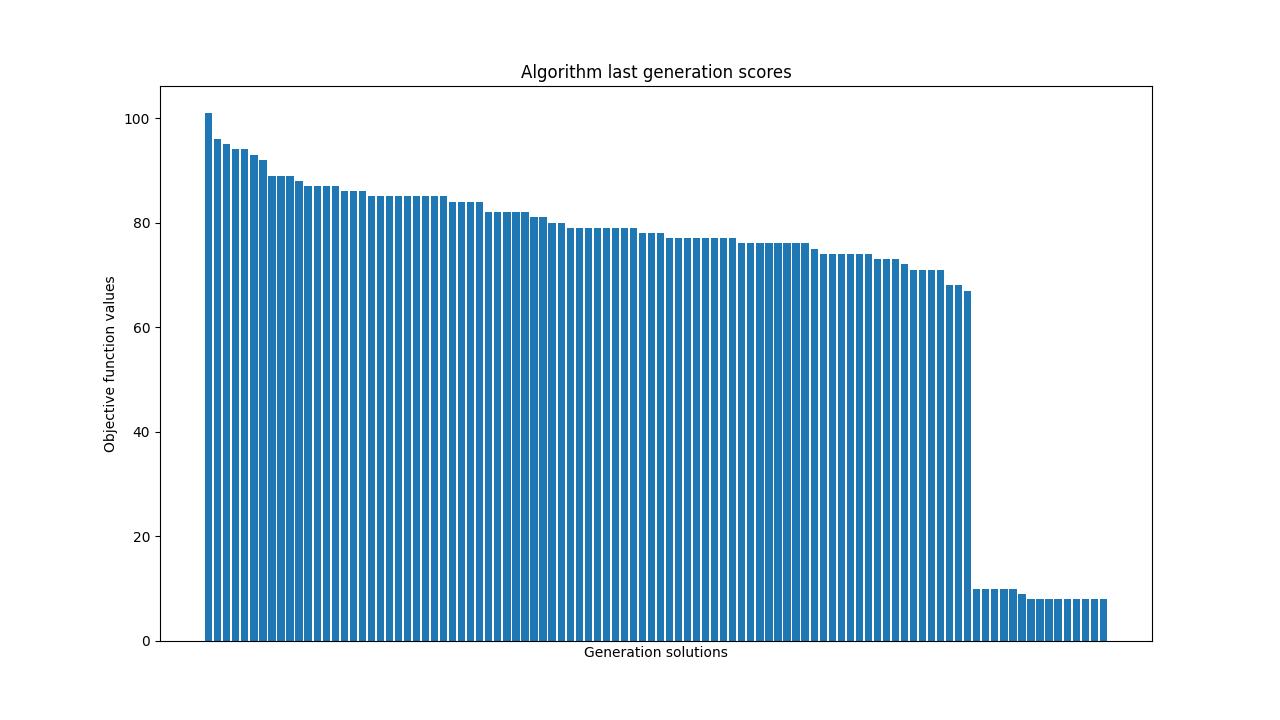 Algorithm last generation scores
100
80
60
40
20
0
Objective function values
Generation solutions